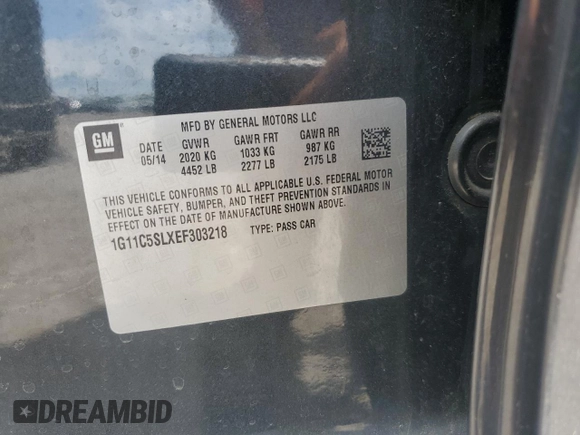 GM
MFD BY GENERAL MOTORS LLC
DATE GVWR GAWR FRT GAWR RR
05/14 2020 KG 1033 KG 987 KG
4452 LB 2277 LB 2175 LB
THIS VEHICLE CONFORMS TO ALL APPLICABLE U.S. FEDERAL MOTOR
VEHICLE SAFETY, BUMPER, AND THEFT PREVENTION STANDARDS IN
EFFECT ON THE DATE OF MANUFACTURE SHOWN ABOVE.
1G11C5SLXEF303218 TYPE: PASS CAR
DREAMBID